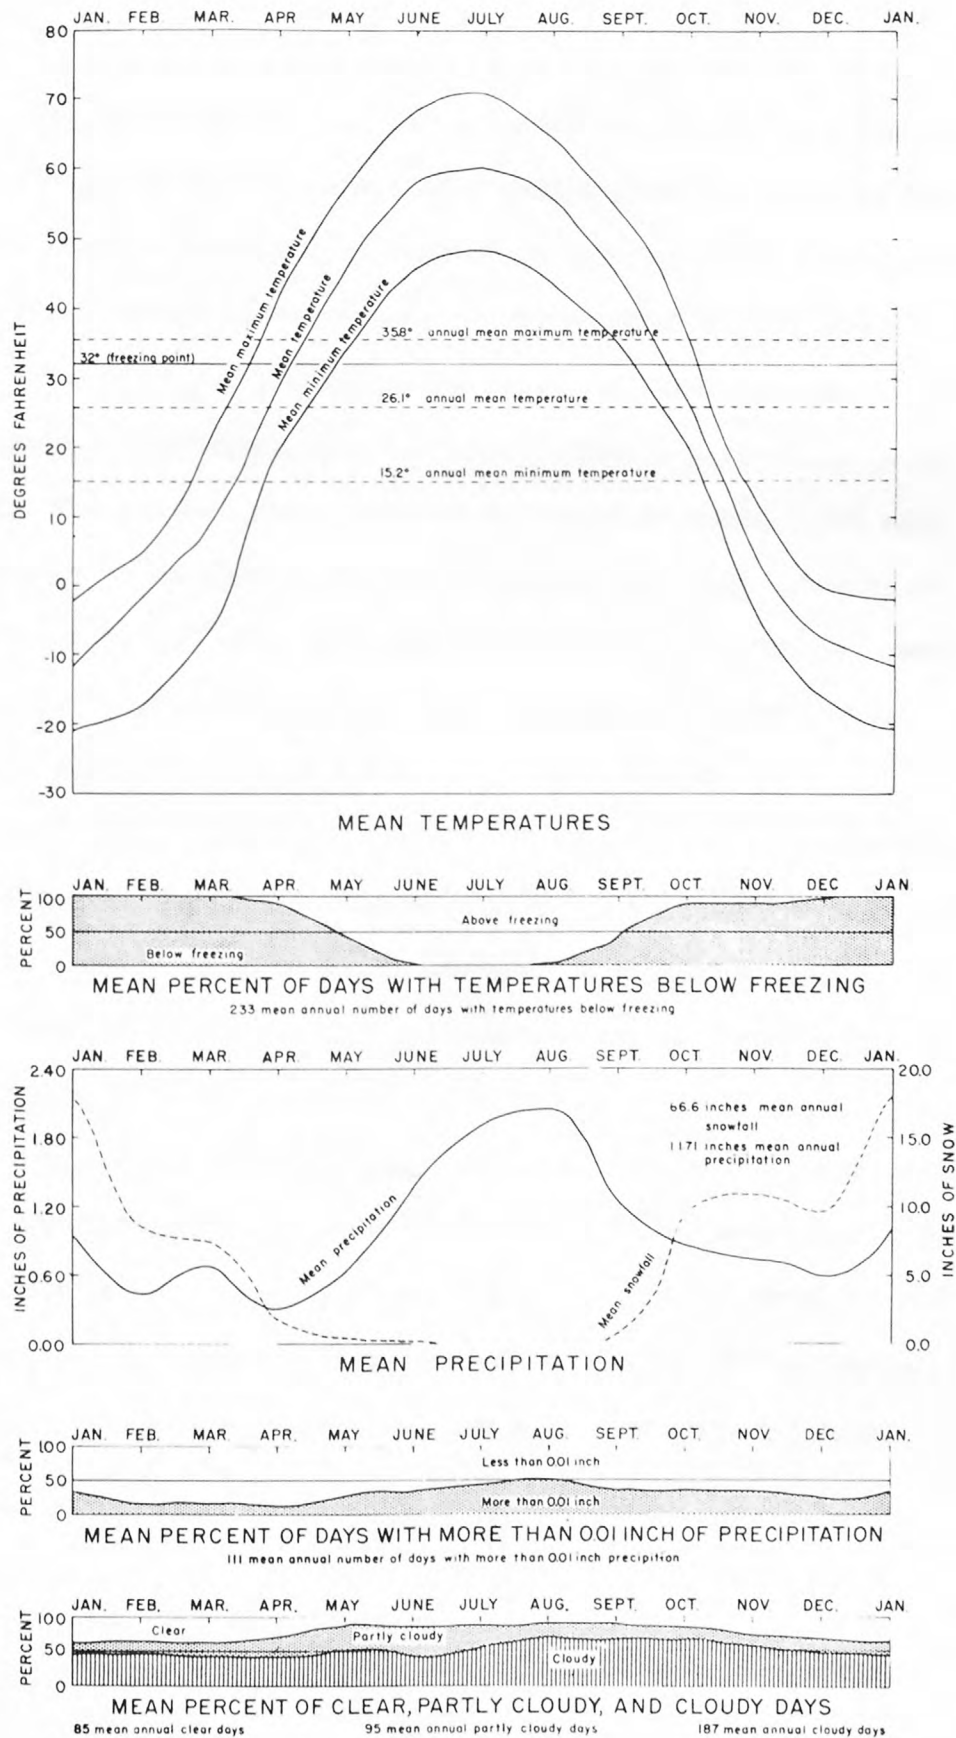 JAN. FEB. MAR. APR. MAY JUNE JULY AUG. SEPT. OCT. NOV. DEC. JAN.
80
70
60
50
40
30
20
10
0
-10
-20
-30
DEGREES FAHRENHEIT
Mean maximum temperature
Mean temperature
Mean minimum temperature
35.8° annual mean maximum temperature
32° (freezing point)
26.1° annual mean temperature
15.2° annual mean minimum temperature
MEAN TEMPERATURES
JAN. FEB. MAR. APR. MAY JUNE JULY AUG. SEPT. OCT. NOV. DEC JAN.
PERCENT
100
50
0
Above freezing
Below freezing
MEAN PERCENT OF DAYS WITH TEMPERATURES BELOW FREEZING
233 mean annual number of days with temperatures below freezing
JAN. FEB. MAR. APR. MAY JUNE JULY AUG. SEPT. OCT. NOV. DEC. JAN.
INCHES OF PRECIPITATION
2.40
1.80
1.20
0.60
0.00
20.0
15.0
10.0
5.0
0.0
INCHES OF SNOW
66.6 inches mean annual
snowfall
11.71 inches mean annual
precipitation
Mean precipitation
Mean snowfall
MEAN PRECIPITATION
JAN. FEB. MAR. APR. MAY JUNE JULY AUG. SEPT. OCT. NOV. DEC. JAN.
PERCENT
100
50
0
Less than 0.01 inch
More than 0.01 inch
MEAN PERCENT OF DAYS WITH MORE THAN 0.01 INCH OF PRECIPITATION
111 mean annual number of days with more than 0.01 inch precipition
JAN. FEB. MAR. APR. MAY JUNE JULY AUG. SEPT. OCT. NOV DEC. JAN.
PERCENT
100
50
0
Clear
Partly cloudy
Cloudy
MEAN PERCENT OF CLEAR, PARTLY CLOUDY, AND CLOUDY DAYS
85 mean annual clear days 95 mean annual partly cloudy days 187 mean annual cloudy days